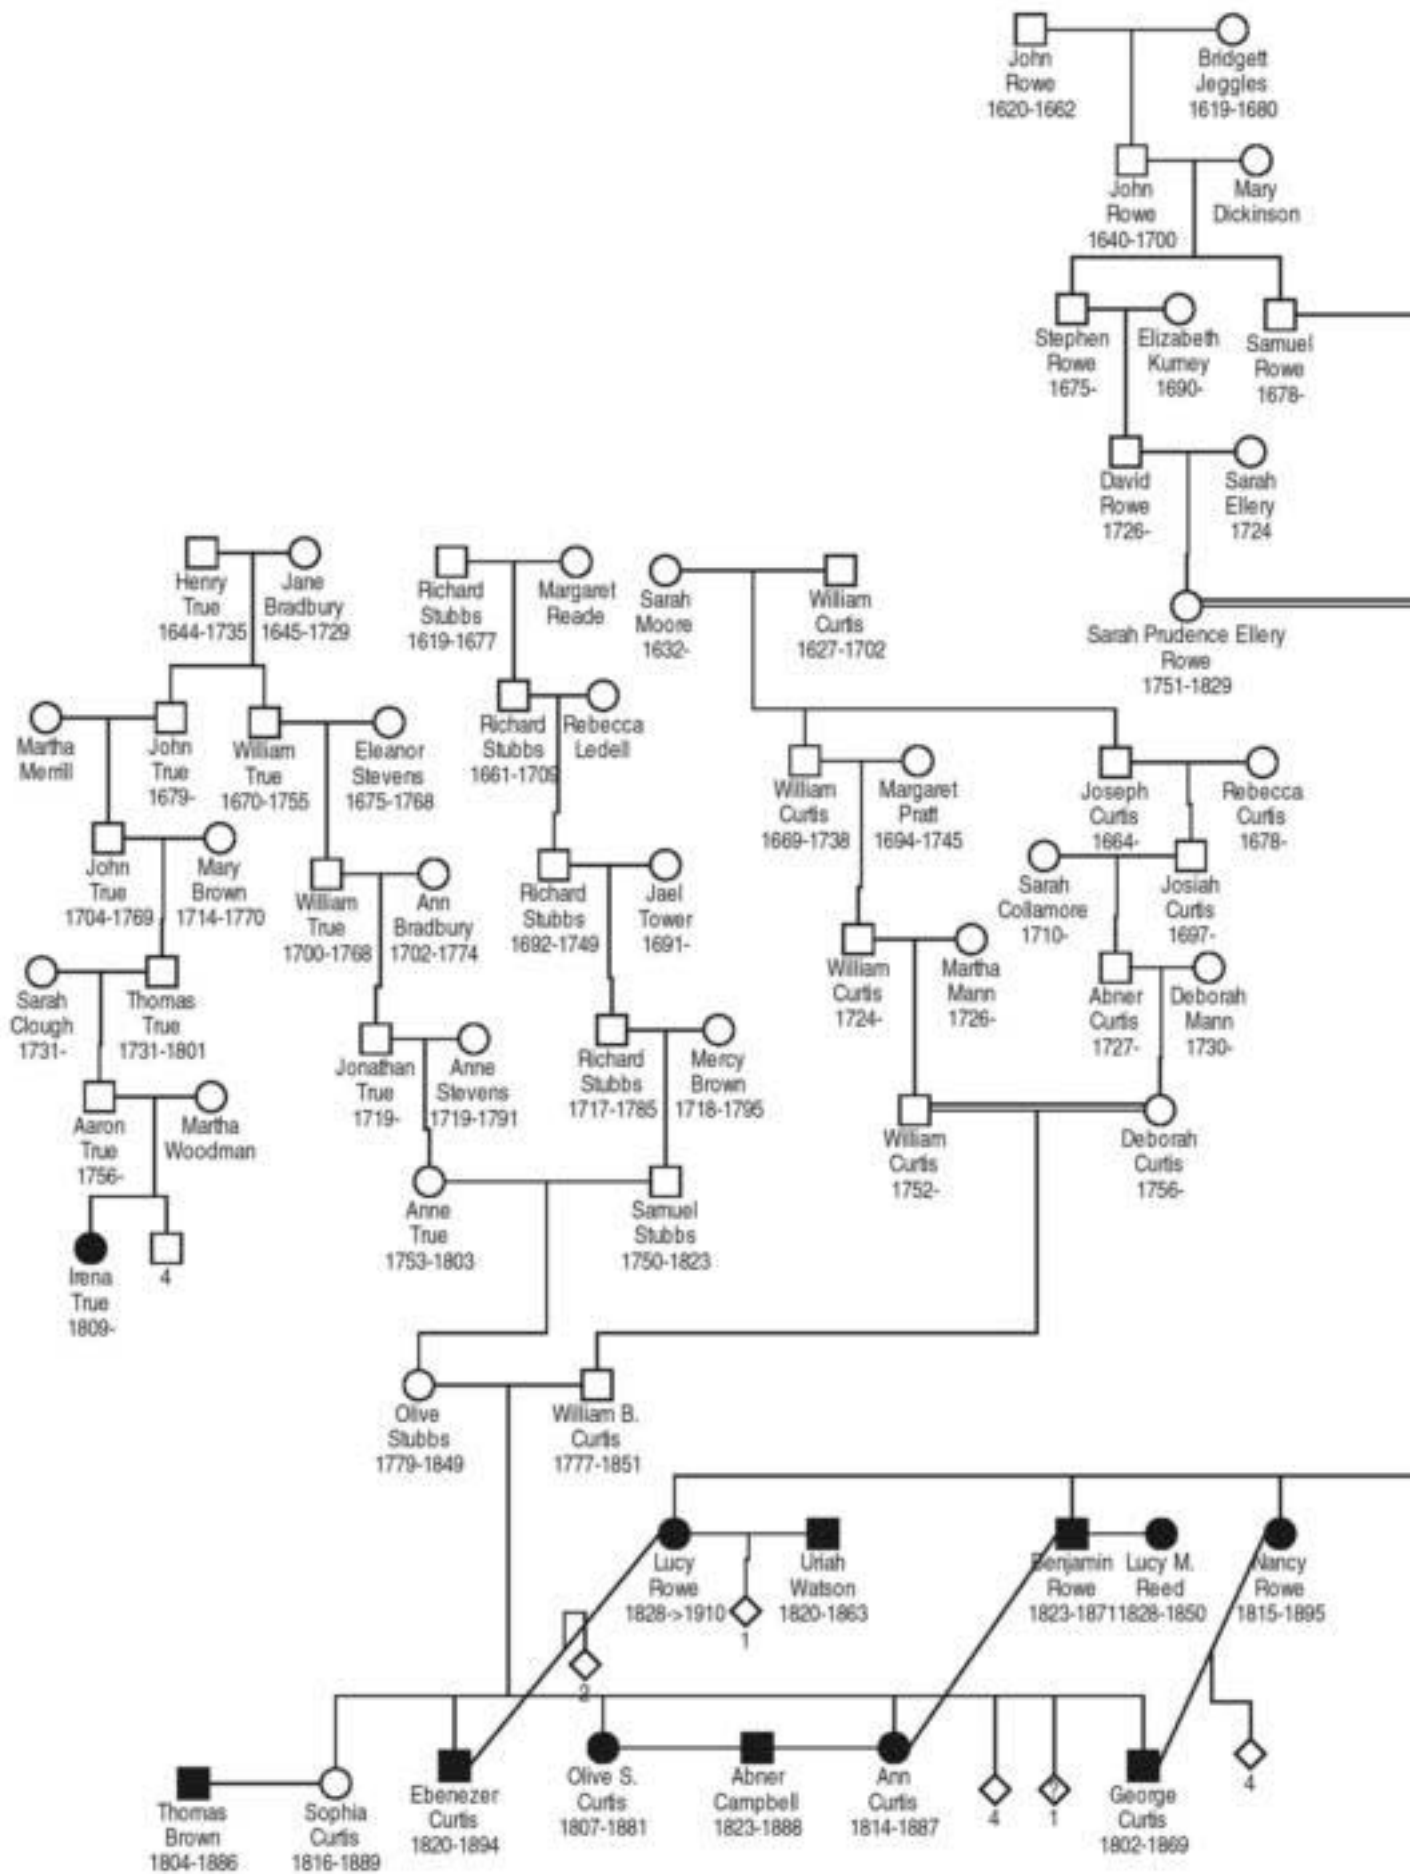 John
Rowe
1620-1662
Bridgett
Jeggles
1619-1680
John
Rowe
1640-1700
Mary
Dickinson
Stephen
Rowe
1675-
Elizabeth
Kurney
1690-
Samuel
Rowe
1678-
David
Rowe
1726-
Sarah
Ellery
1724
Sarah Prudence Ellery
Rowe
1751-1829
Henry
True
1644-1735
Jane
Bradbury
1645-1729
Richard
Stubbs
1619-1677
Margaret
Reade
Sarah
Moore
1632-
William
Curtis
1627-1702
Martha
Merrill
John
True
1679-
William
True
1670-1755
Eleanor
Stevens
1675-1768
Richard
Stubbs
1661-1709
Rebecca
Ledell
William
Curtis
1669-1738
Margaret
Pratt
1694-1745
Joseph
Curtis
1664-
Rebecca
Curtis
1678-
John
True
1704-1769
Mary
Brown
1714-1770
William
True
1700-1768
Ann
Bradbury
1702-1774
Richard
Stubbs
1692-1749
Jael
Tower
1691-
Sarah
Collamore
1710-
Josiah
Curtis
1697-
Sarah
Clough
1731-
Thomas
True
1731-1801
William
Curtis
1724-
Martha
Mann
1726-
Abner
Curtis
1727-
Deborah
Mann
1730-
Jonathan
True
1719-
Anne
Stevens
1719-1791
Richard
Stubbs
1717-1785
Mercy
Brown
1718-1795
Aaron
True
1756-
Martha
Woodman
William
Curtis
1752-
Deborah
Curtis
1756-
Anne
True
1753-1803
Samuel
Stubbs
1750-1823
Irena
True
1809-
4
Olive
Stubbs
1779-1849
William B.
Curtis
1777-1851
Lucy
Rowe
1828->1910
Uriah
Watson
1820-1863
Benjamin
Rowe
1823-1871
Lucy M.
Reed
1828-1850
Nancy
Rowe
1815-1895
1
2
Thomas
Brown
1804-1886
Sophia
Curtis
1816-1889
Ebenezer
Curtis
1820-1894
Olive S.
Curtis
1807-1881
Abner
Campbell
1823-1888
Ann
Curtis
1814-1887
4
?
1
George
Curtis
1802-1869
4